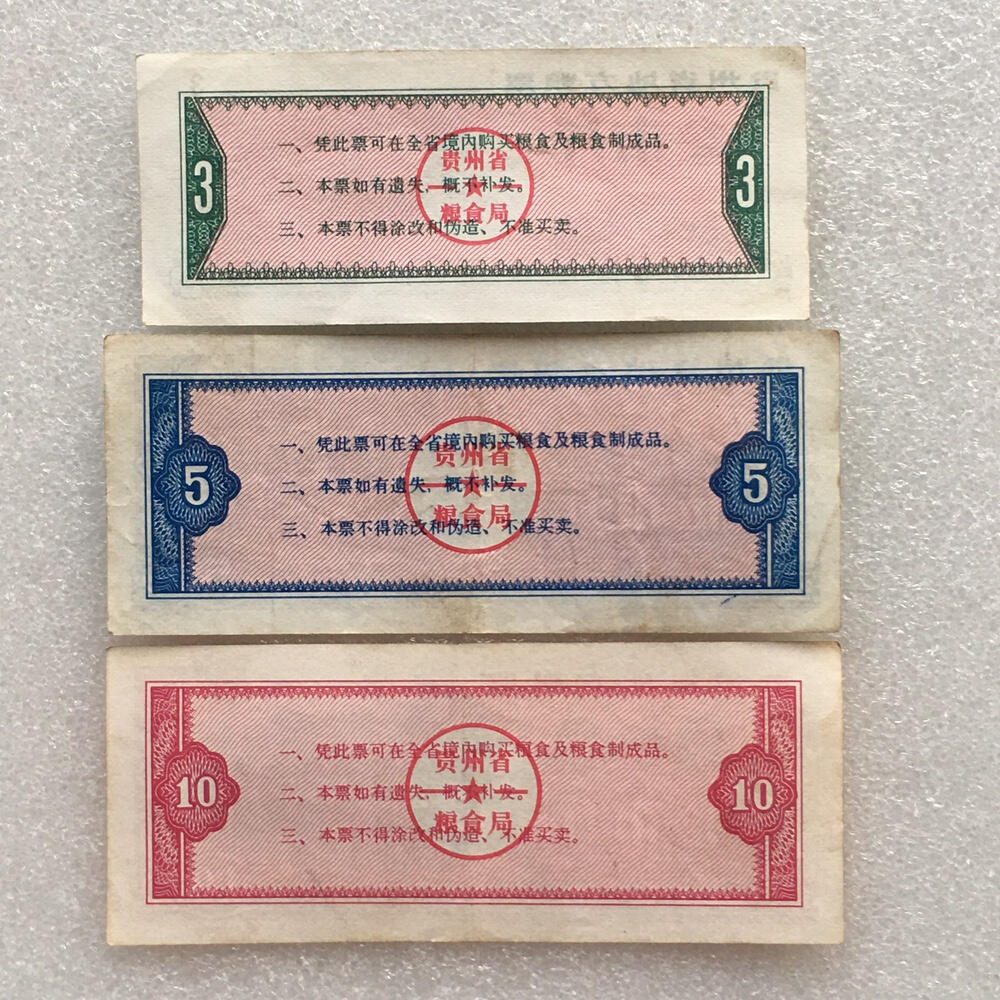 一、凭此票可在全省境内购买粮食及粮食制成品。
贵州省
3
3
二、本票如有遗失，概不补发。
粮食局
三、本票不得涂改和伪造、不准买卖。
一、凭此票可在全省境内购买粮食及粮食制成品。
贵州省
5
5
二、本票如有遗失，概不补发。
粮食局
三、本票不得涂改和伪造、不准买卖。
一、凭此票可在全省境内购买粮食及粮食制成品。
贵州省
10
10
二、本票如有遗失，概不补发。
粮食局
三、本票不得涂改和伪造、不准买卖。